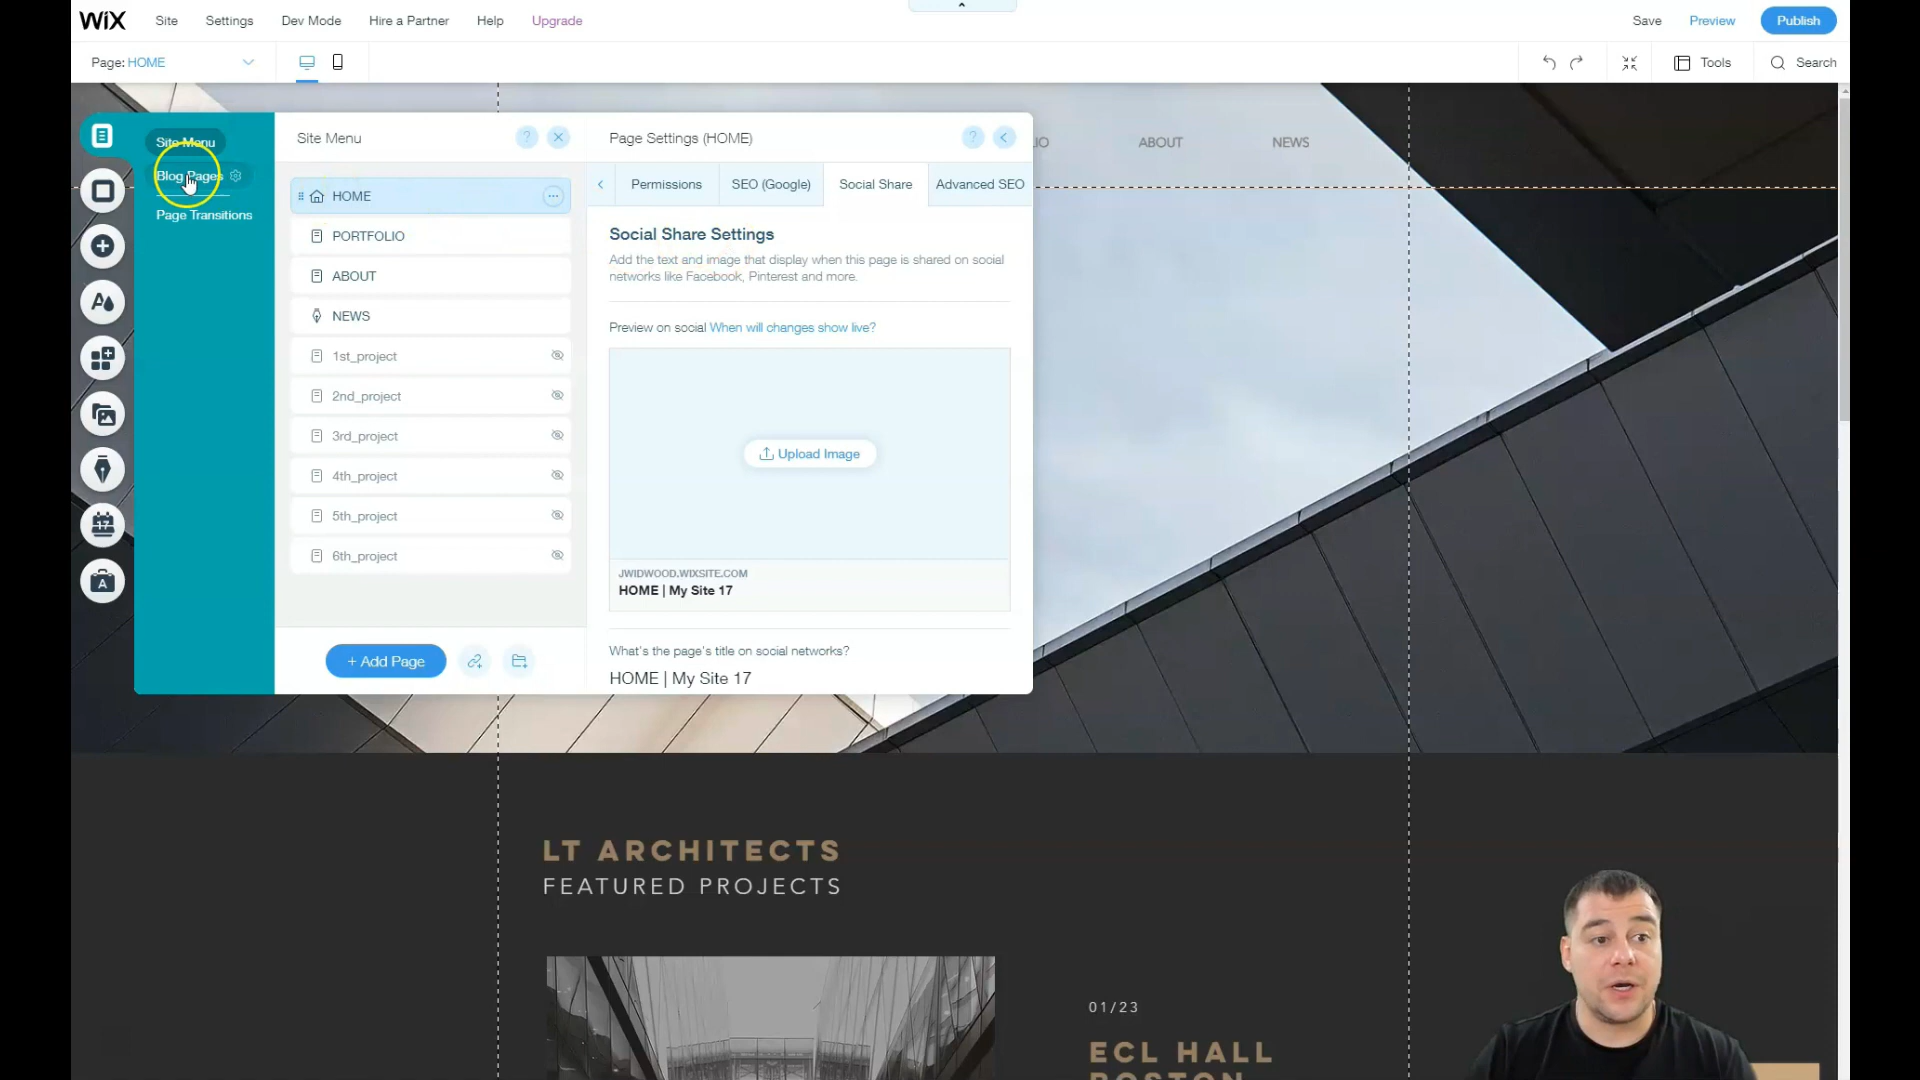 WiX
Site
Settings
Dev Mode
Hire a Partner
Help
Upgrade
Save
Preview
Publish
Page: HOME
Tools
Search
Site Menu
Blog Pages
Page Transitions
Site Menu
?
HOME
PORTFOLIO
ABOUT
NEWS
1st_project
2nd_project
3rd_project
4th_project
5th_project
6th_project
+ Add Page
Page Settings (HOME)
?
Permissions
SEO (Google)
Social Share
Advanced SEO
Social Share Settings
Add the text and image that display when this page is shared on social
networks like Facebook, Pinterest and more.
Preview on social When will changes show live?
Upload Image
JWIDWOOD.WIXSITE.COM
HOME | My Site 17
What's the page's title on social networks?
HOME | My Site 17
IO
ABOUT
NEWS
17
A
LT ARCHITECTS
FEATURED PROJECTS
01/23
ECL HALL
BOSTON